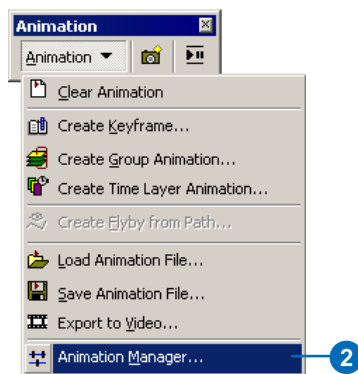 Animation
Animation
Clear Animation
Create Keyframe...
Create Group Animation...
Create Time Layer Animation...
Create Flyby from Path...
Load Animation File...
Save Animation File...
Export to Video...
Animation Manager...
2